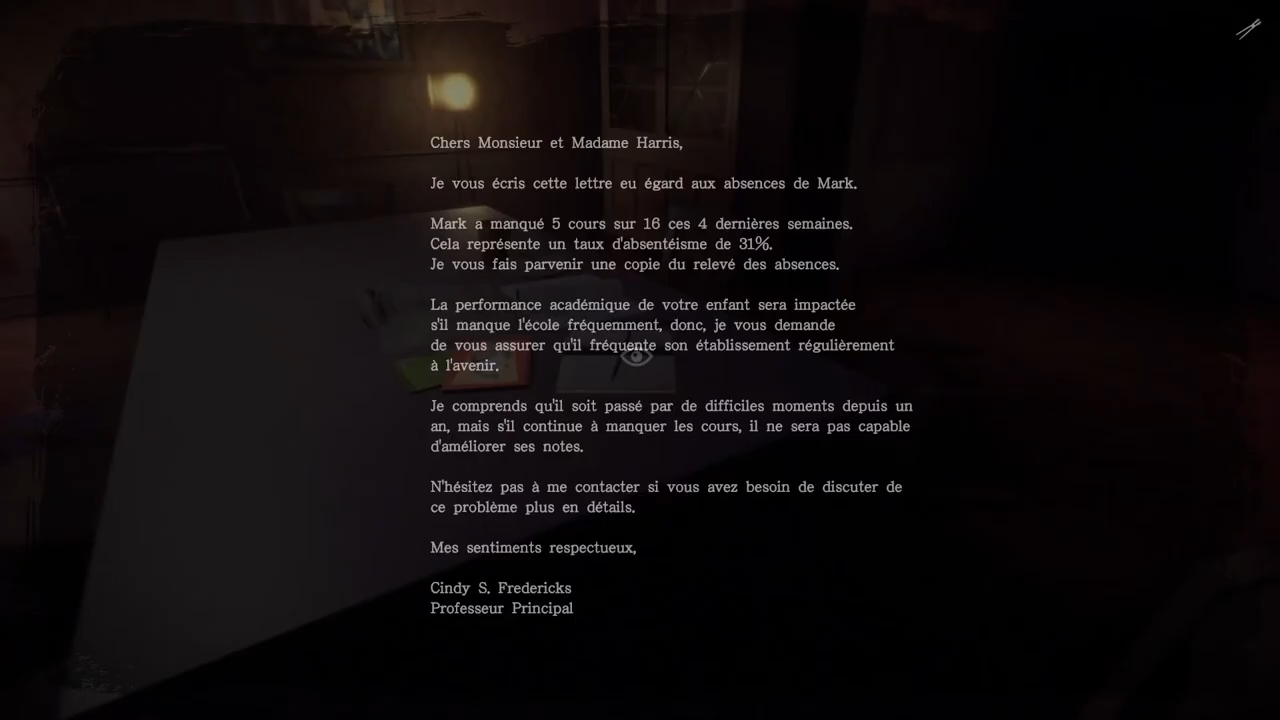 Chers Monsieur et Madame Harris,
Je vous écris cette lettre eu égard aux absences de Mark.
Mark a manqué 5 cours sur 16 ces 4 dernières semaines.
Cela représente un taux d'absentéisme de 31%.
Je vous fais parvenir une copie du relevé des absences.
La performance académique de votre enfant sera impactée
s'il manque l'école fréquemment, donc, je vous demande
de vous assurer qu'il fréquente son établissement régulièrement
à l'avenir.
Je comprends qu'il soit passé par de difficiles moments depuis un
an, mais s'il continue à manquer les cours, il ne sera pas capable
d'améliorer ses notes.
N'hésitez pas à me contacter si vous avez besoin de discuter de
ce problème plus en détails.
Mes sentiments respectueux,
Cindy S. Fredericks
Professeur Principal